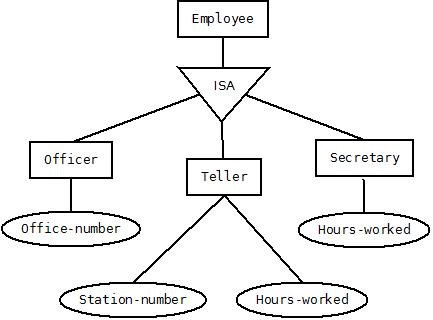 Employee
ISA
Officer
Teller
Secretary
Office-number
Hours-worked
Station-number
Hours-worked